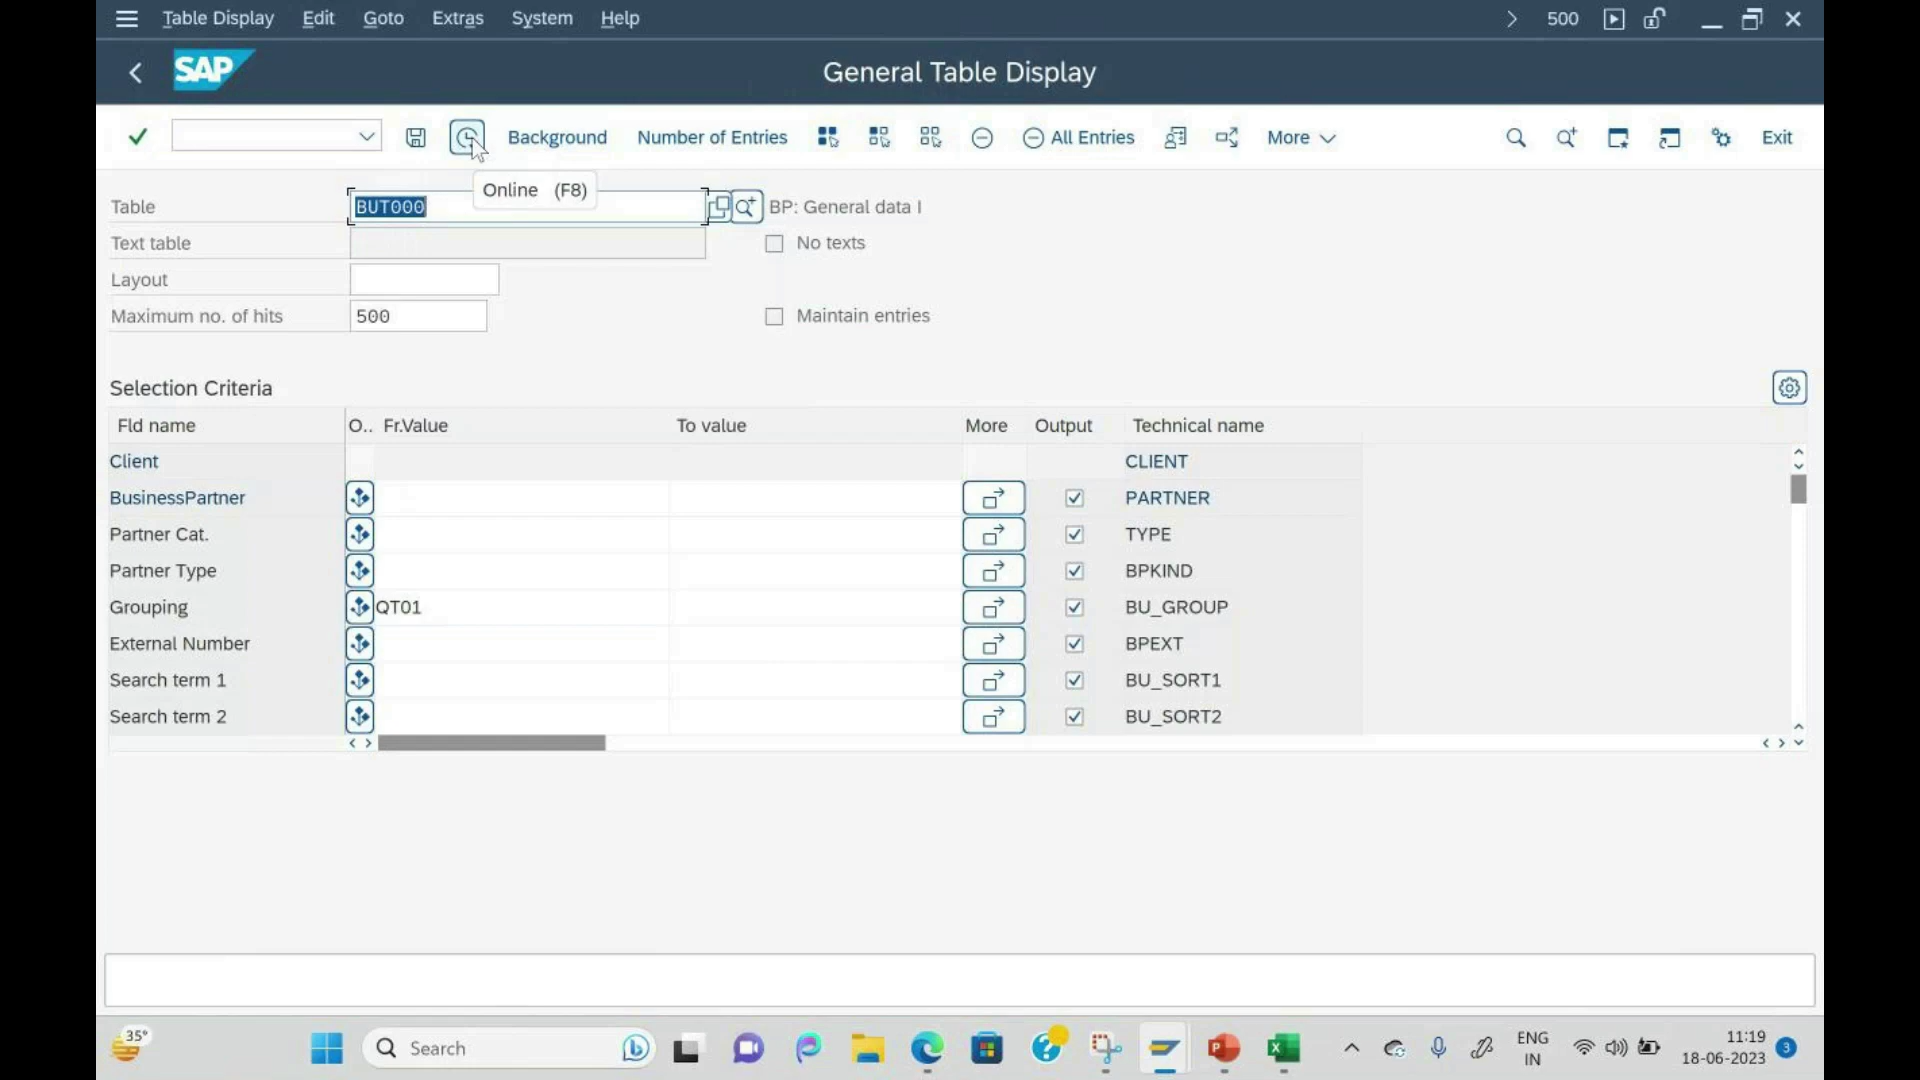 Table Display Edit Goto Extras System Help 500
SAP General Table Display
Background Number of Entries All Entries More Exit
Online (F8)
Table BUT000 BP: General data I
Text table No texts
Layout
Maximum no. of hits 500 Maintain entries
Selection Criteria
Fld name O.. Fr.Value To value More Output Technical name
Client CLIENT
BusinessPartner PARTNER
Partner Cat. TYPE
Partner Type BPKIND
Grouping QT01 BU_GROUP
External Number BPEXT
Search term 1 BU_SORT1
Search term 2 BU_SORT2
35° Search ENG 11:19
IN 18-06-2023 3